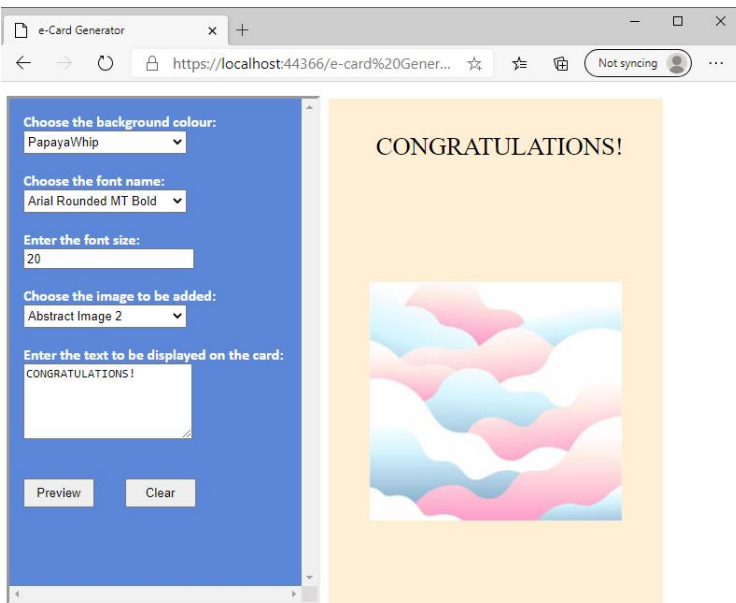 e-Card Generator
https://localhost:44366/e-card%20Gener...
Not syncing
Choose the background colour:
PapayaWhip
Choose the font name:
Arial Rounded MT Bold
Enter the font size:
20
Choose the image to be added:
Abstract Image 2
Enter the text to be displayed on the card:
CONGRATULATIONS!
Preview Clear
CONGRATULATIONS!